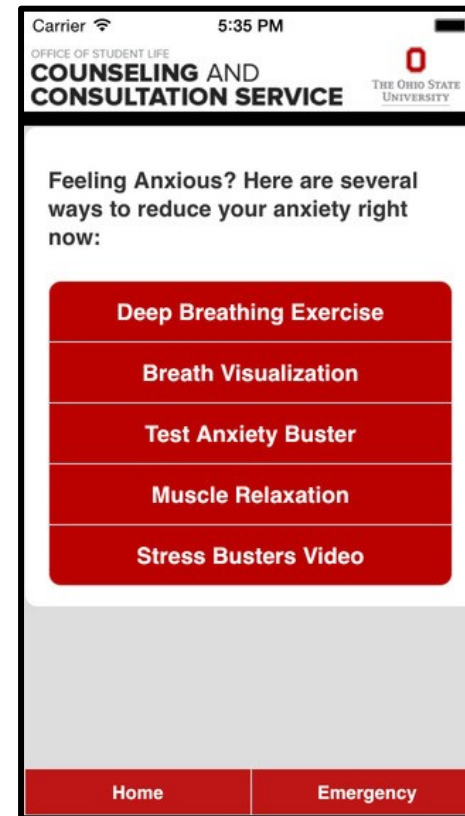 Carrier 5:35 PM
OFFICE OF STUDENT LIFE
COUNSELING AND
CONSULTATION SERVICE
O
THE OHIO STATE
UNIVERSITY
Feeling Anxious? Here are several
ways to reduce your anxiety right
now:
Deep Breathing Exercise
Breath Visualization
Test Anxiety Buster
Muscle Relaxation
Stress Busters Video
Home Emergency